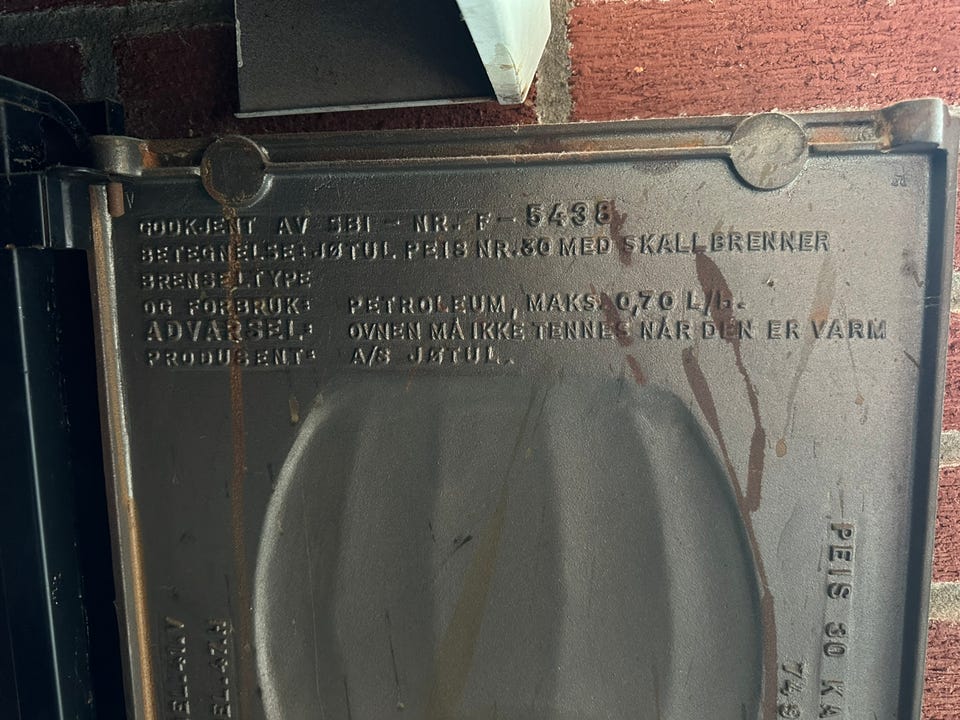 GODKJENT AV SBI - NR. F - 5438
BETEGNELSE: JØTUL PEIS NR. 30 MED SKALLBRENNER
BRENSELTYPE
OG FORBRUK: PETROLEUM, MAKS. 0,70 L/h.
ADVARSEL: OVNEN MÅ IKKE TENNES NÅR DEN ER VARM
PRODUSENT: A/S JØTUL.
PEIS 30